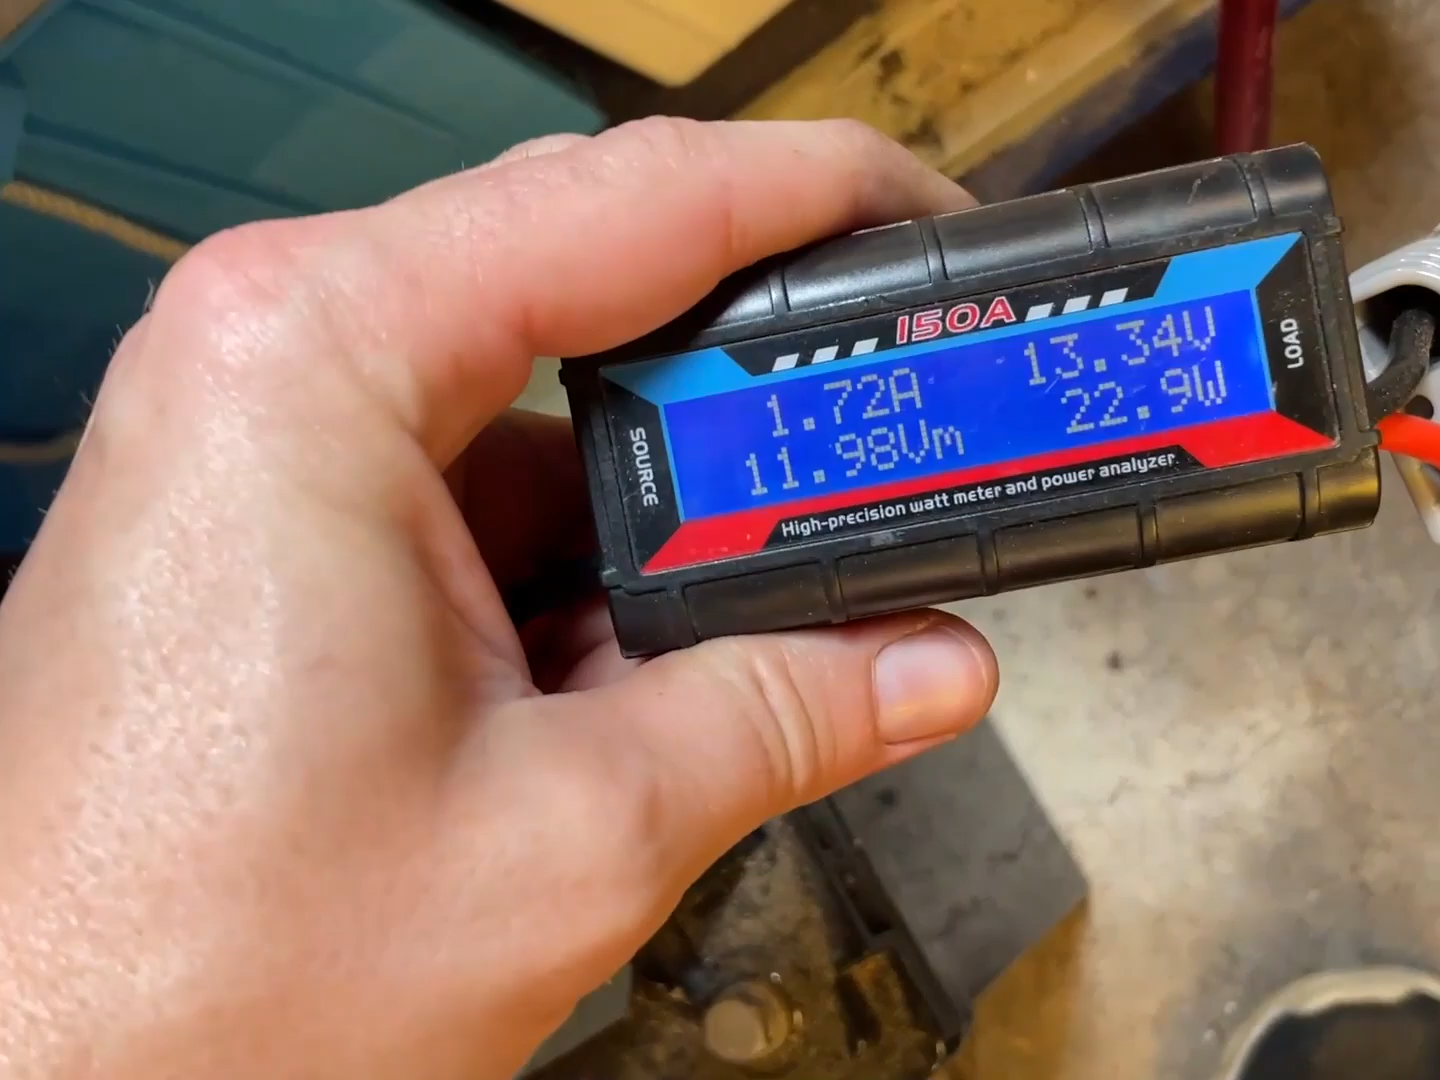 150A
1.72A 13.34V
11.98Vm 22.9W
SOURCE
LOAD
High-precision watt meter and power analyzer